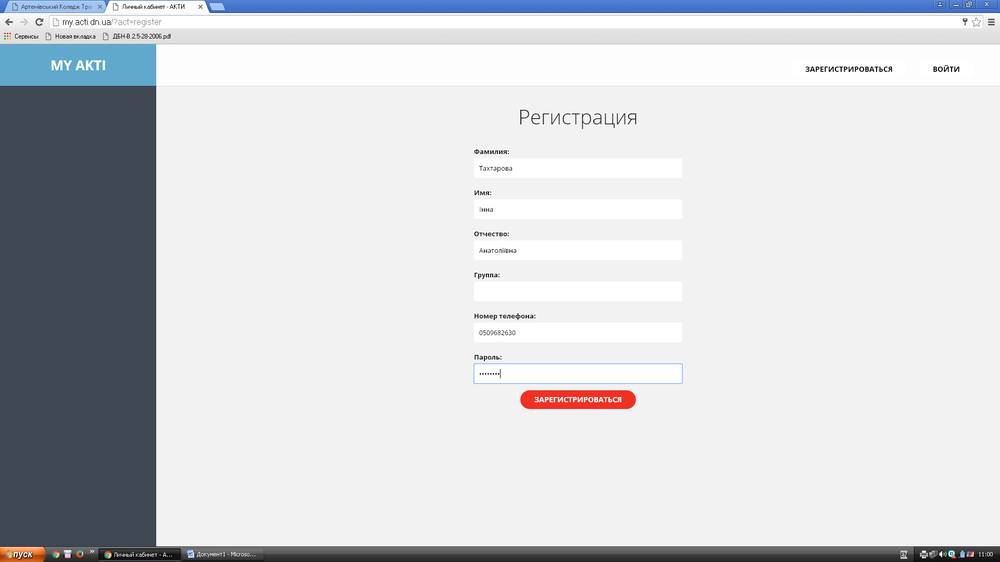 Артемівський Коледж Тра
Личный кабинет - АКТИ
my.acti.dn.ua/?act=register
Сервисы
Новая вкладка
ДБН-В.2.5-28-2006.pdf
MY AKTI
ЗАРЕГИСТРИРОВАТЬСЯ
ВОЙТИ
Регистрация
Фамилия:
Тахтарова
Имя:
Інна
Отчество:
Анатоліївна
Группа:
Номер телефона:
0509682630
Пароль:
••••••••
ЗАРЕГИСТРИРОВАТЬСЯ
пуск
Личный кабинет - А...
Документ1 - Microso...
EN
11:00